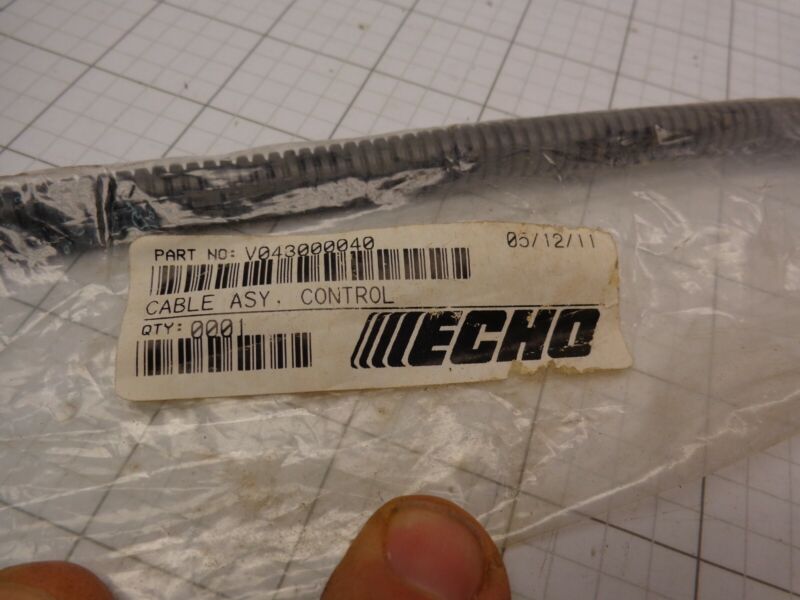 PART NO: V043000040 05/12/11
CABLE ASY. CONTROL
QTY: 0001
ECHO